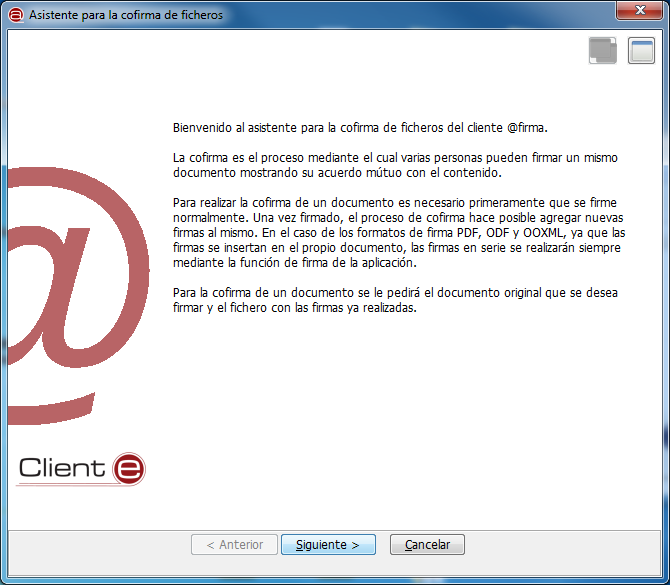 Asistente para la cofirma de ficheros
Bienvenido al asistente para la cofirma de ficheros del cliente @firma.
La cofirma es el proceso mediante el cual varias personas pueden firmar un mismo
documento mostrando su acuerdo mútuo con el contenido.
Para realizar la cofirma de un documento es necesario primeramente que se firme
normalmente. Una vez firmado, el proceso de cofirma hace posible agregar nuevas
firmas al mismo. En el caso de los formatos de firma PDF, ODF y OOXML, ya que las
firmas se insertan en el propio documento, las firmas en serie se realizarán siempre
mediante la función de firma de la aplicación.
Para la cofirma de un documento se le pedirá el documento original que se desea
firmar y el fichero con las firmas ya realizadas.
@
Client e
< Anterior
Siguiente >
Cancelar